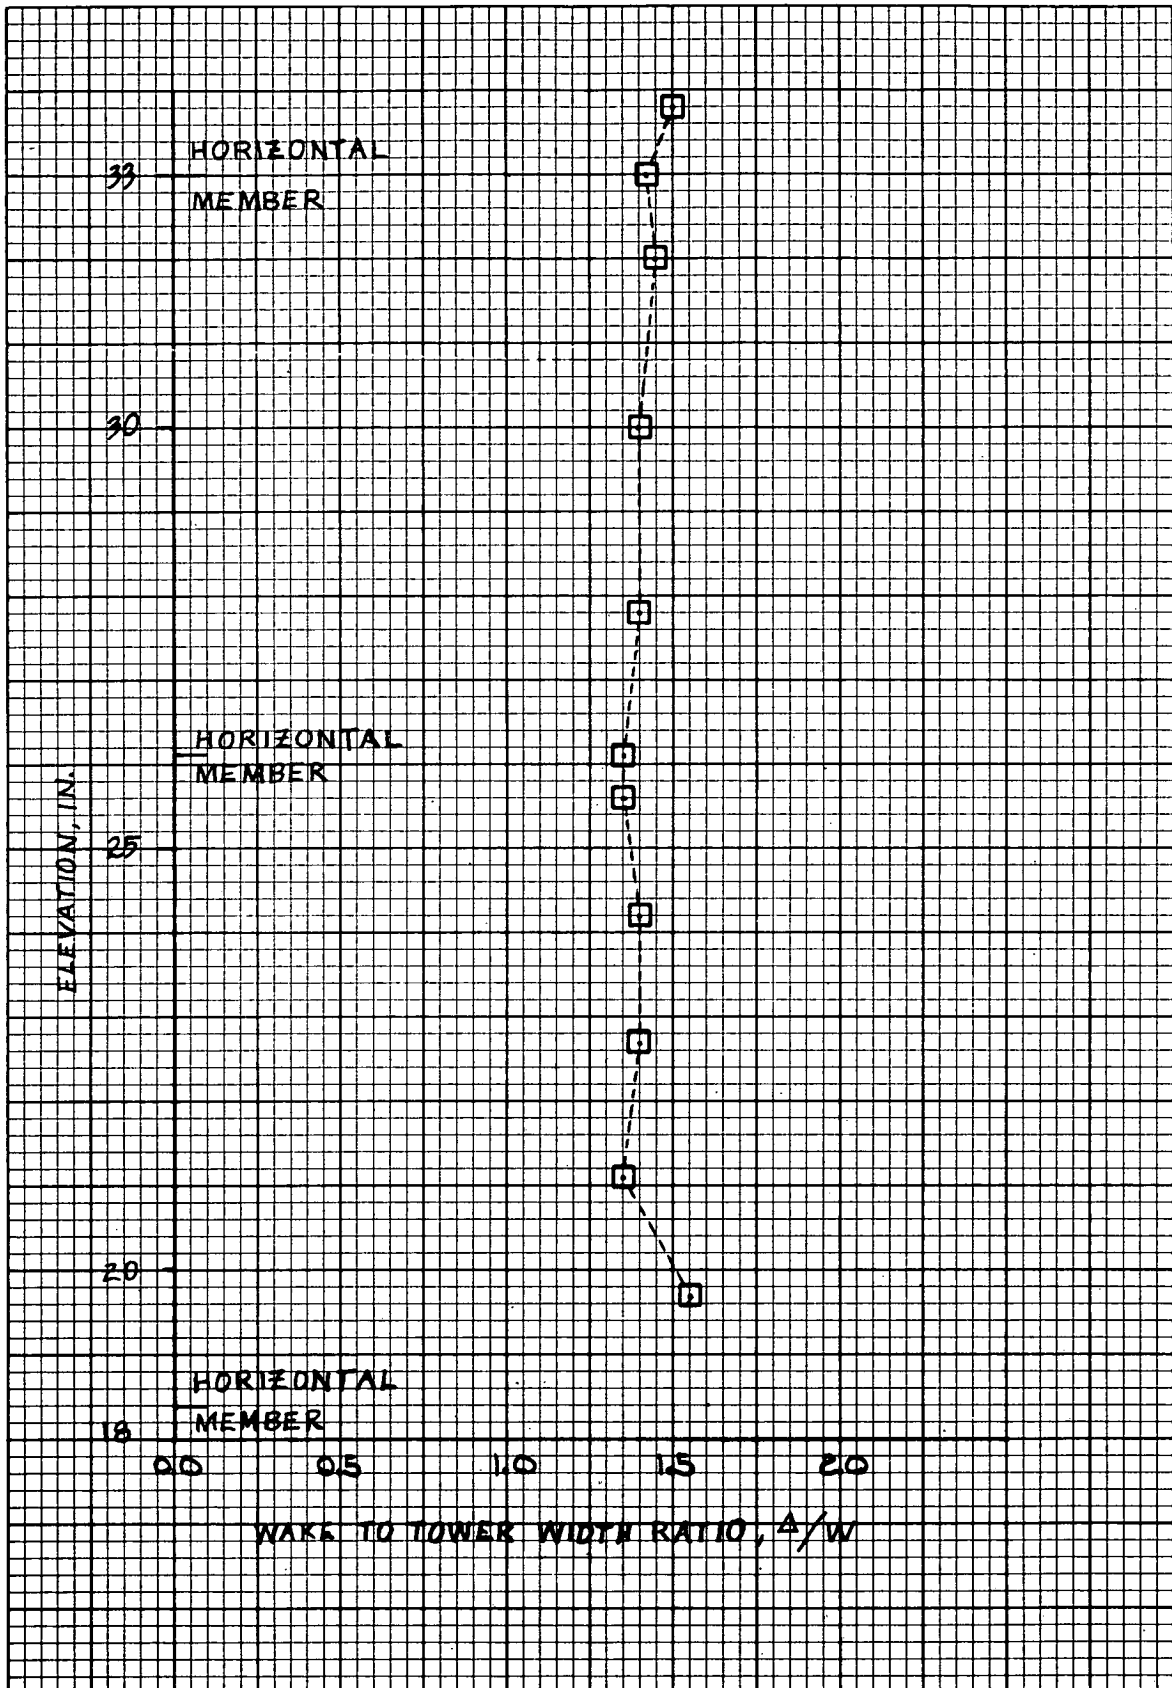 HORIZONTAL
33
MEMBER
30
HORIZONTAL
MEMBER
ELEVATION, IN.
25
20
HORIZONTAL
MEMBER
18
0.0 0.5 1.0 1.5 2.0
WAKE TO TOWER WIDTH RATIO, Δ/W